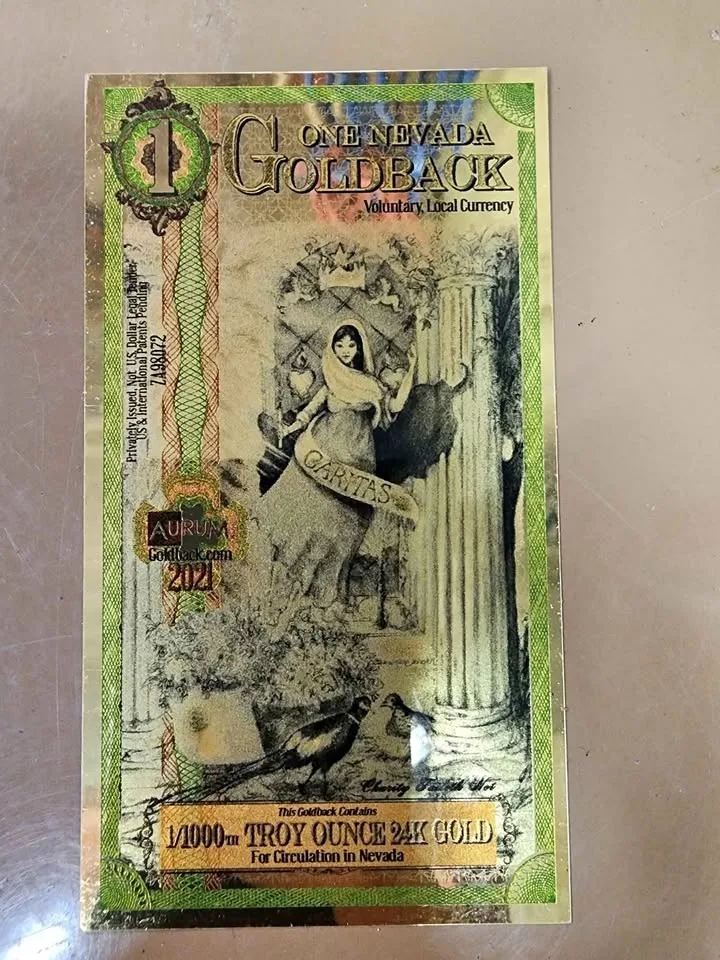 1
ONE NEVADA
GOLDBACK
Voluntary, Local Currency
Privately Issued. Not U.S. Dollar Legal Tender.
US & International Patents Pending
ZA98072
CARITAS
AURUM
Goldback.com
2021
Charity Faileth Not
This Goldback Contains
1/1000TH TROY OUNCE 24K GOLD
For Circulation in Nevada